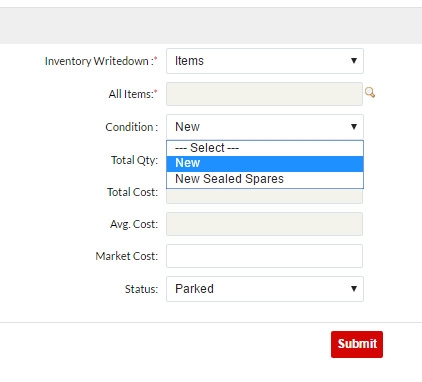 Inventory Writedown :* Items
All Items:*
Condition : New
--- Select ---
Total Qty:
New
New Sealed Spares
Total Cost:
Avg. Cost:
Market Cost:
Status: Parked
Submit